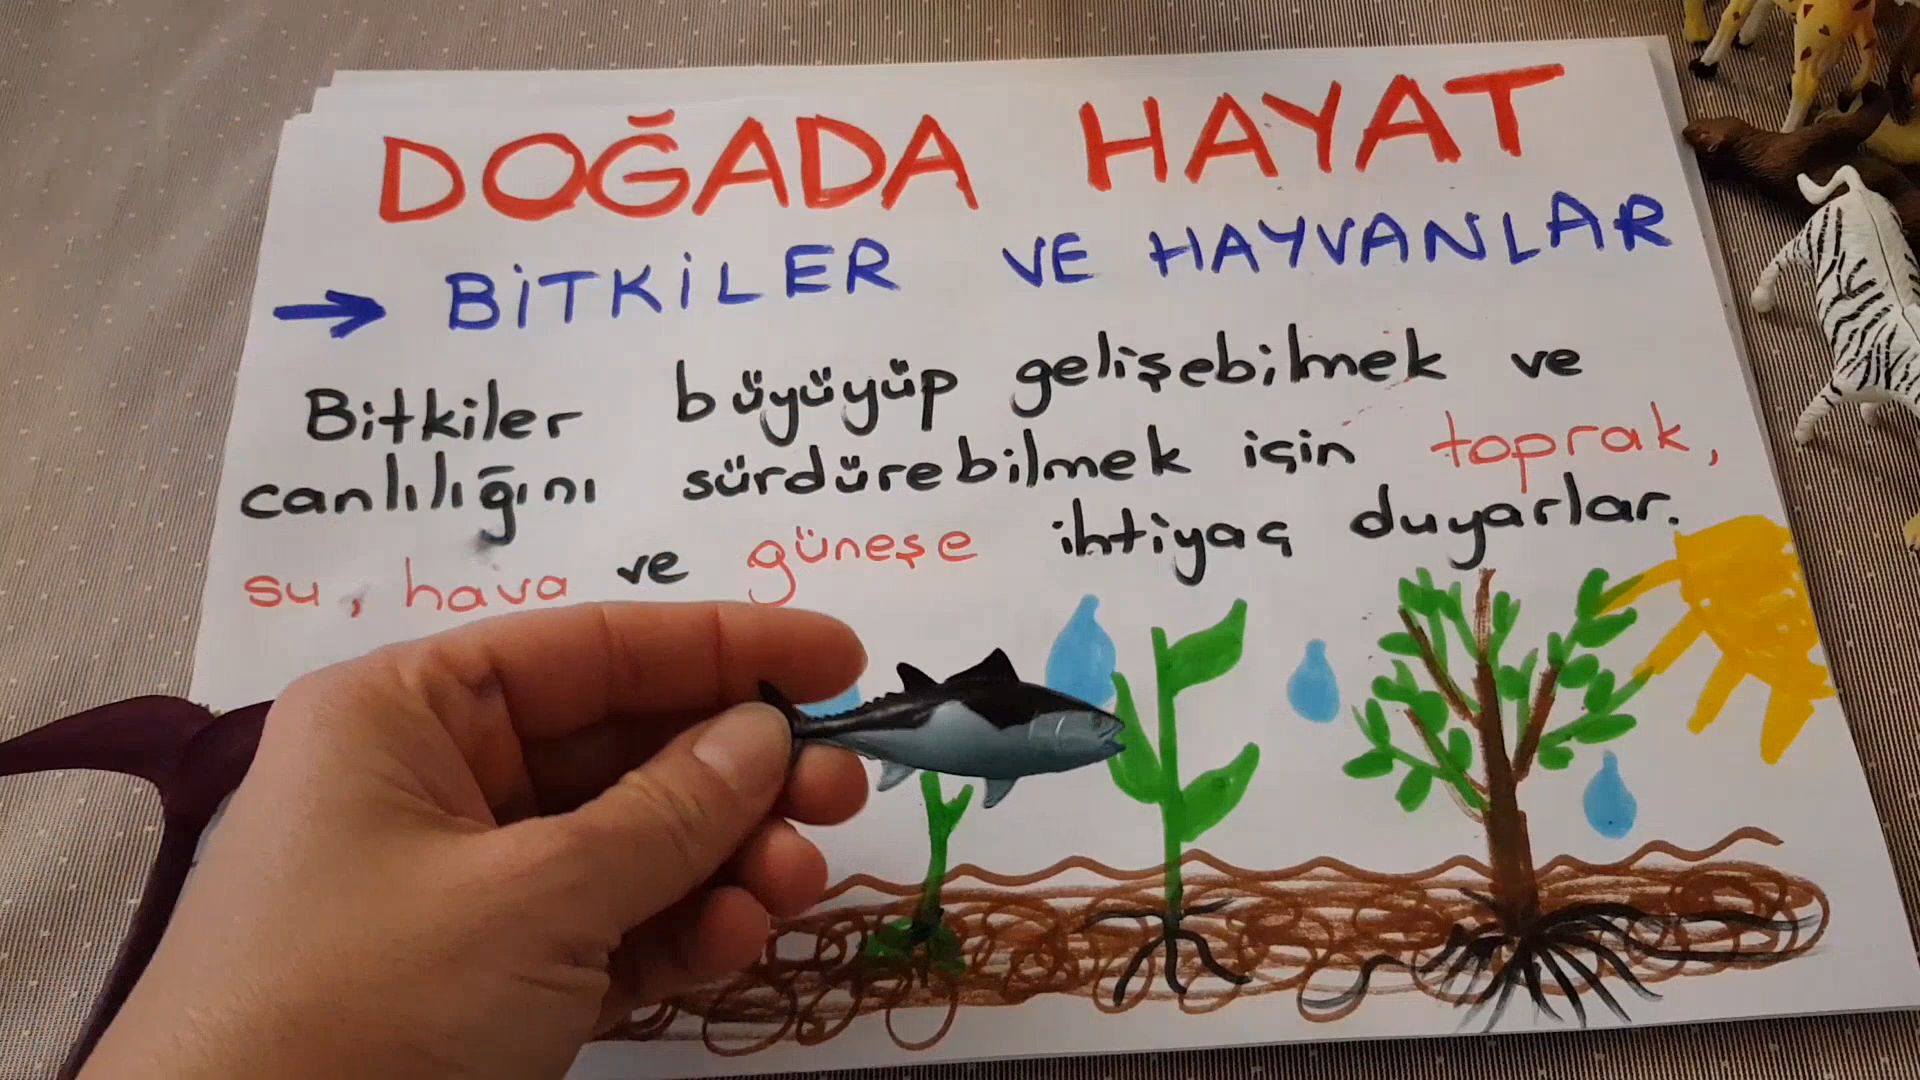 DOĞADA HAYAT
→ BİTKİLER VE HAYVANLAR
Bitkiler büyüyüp gelişebilmek ve
canlılığını sürdürebilmek için toprak,
su, hava ve güneşe ihtiyaç duyarlar.